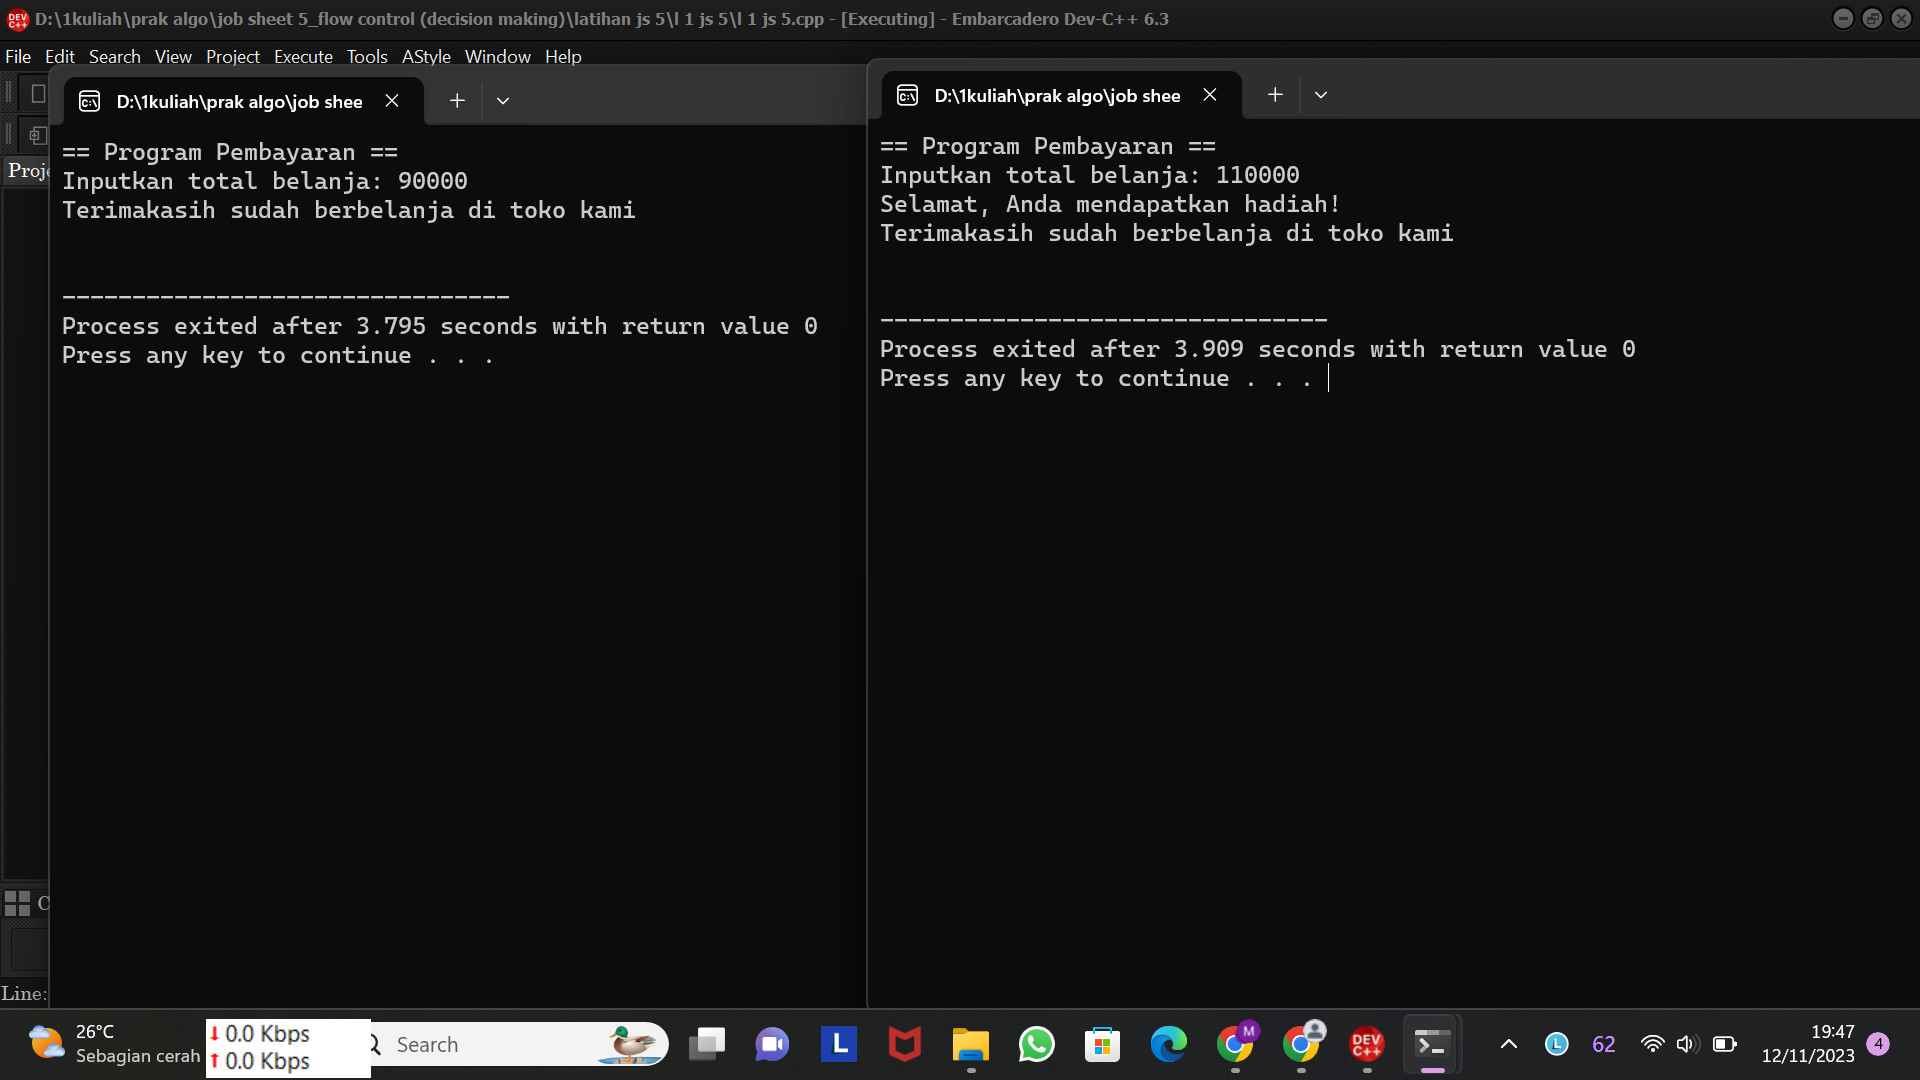 D:\1kuliah\prak algo\job sheet 5_flow control (decision making)\latihan js 5\l 1 js 5\l 1 js 5.cpp - [Executing] - Embarcadero Dev-C++ 6.3
File Edit Search View Project Execute Tools AStyle Window Help
D:\1kuliah\prak algo\job shee
== Program Pembayaran ==
Inputkan total belanja: 90000
Terimakasih sudah berbelanja di toko kami
--------------------------------
Process exited after 3.795 seconds with return value 0
Press any key to continue . . .
D:\1kuliah\prak algo\job shee
== Program Pembayaran ==
Inputkan total belanja: 110000
Selamat, Anda mendapatkan hadiah!
Terimakasih sudah berbelanja di toko kami
--------------------------------
Process exited after 3.909 seconds with return value 0
Press any key to continue . . .
Proje
C
Line:
26°C
Sebagian cerah
0.0 Kbps
0.0 Kbps
Search
L
M
DEV
C++
L
62
19:47
12/11/2023
4